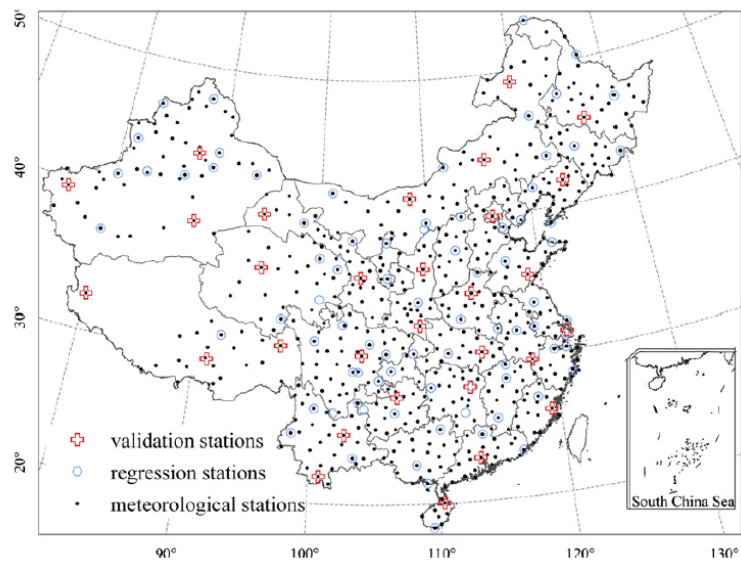 50°
40°
30°
20°
validation stations
regression stations
meteorological stations
South China Sea
90°
100°
110°
120°
130°